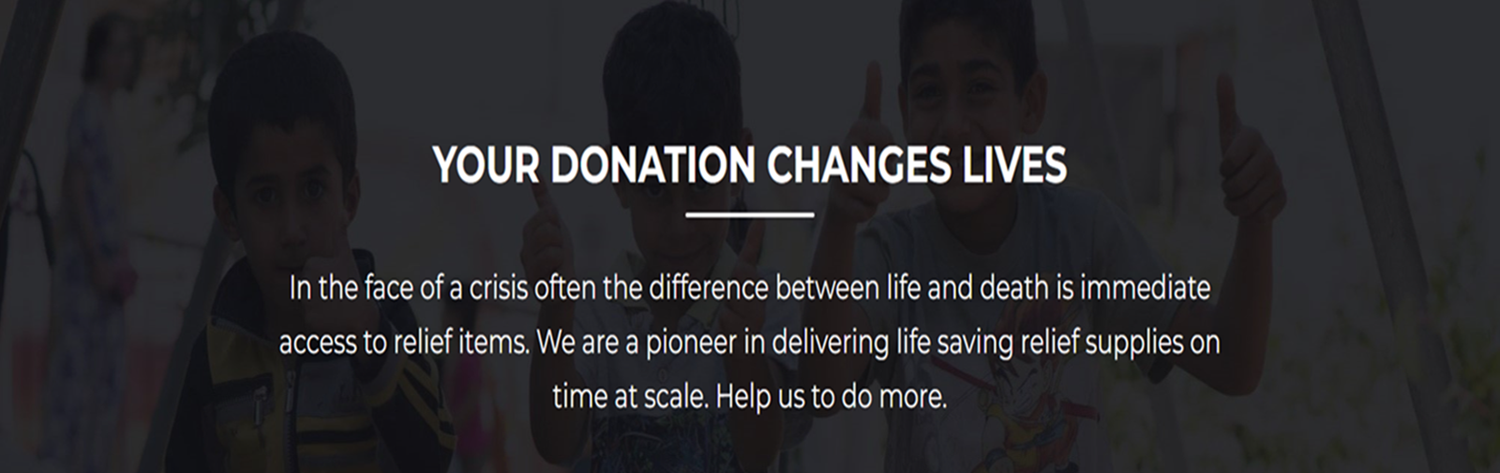 YOUR DONATION CHANGES LIVES
In the face of a crisis often the difference between life and death is immediate
access to relief items. We are a pioneer in delivering life saving relief supplies on
time at scale. Help us to do more.